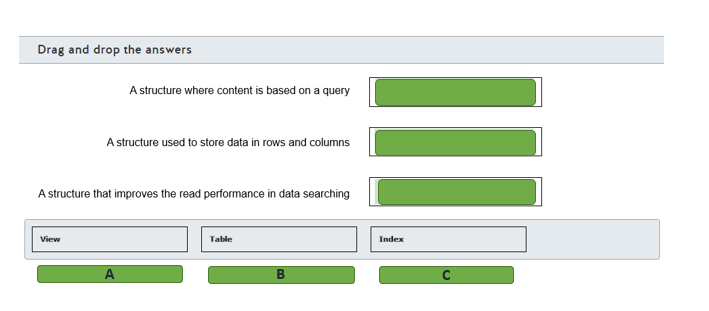 Drag and drop the answers
A structure where content is based on a query
A structure used to store data in rows and columns
A structure that improves the read performance in data searching
View Table Index
A B C